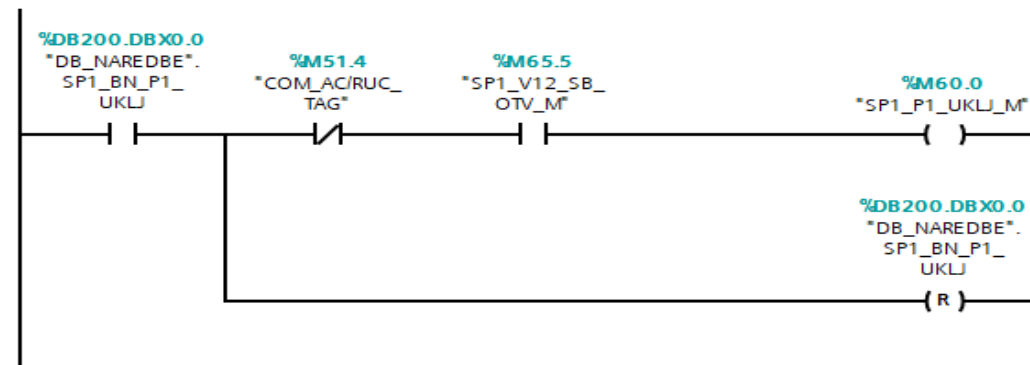 %DB200.DBX0.0
"DB_NAREDBE".
SP1_BN_P1_
UKLJ
%M51.4
"COM_AC/RUC_
TAG"
%M65.5
"SP1_V12_SB_
OTV_M"
%M60.0
"SP1_P1_UKLJ_M"
%DB200.DBX0.0
"DB_NAREDBE".
SP1_BN_P1_
UKLJ
R